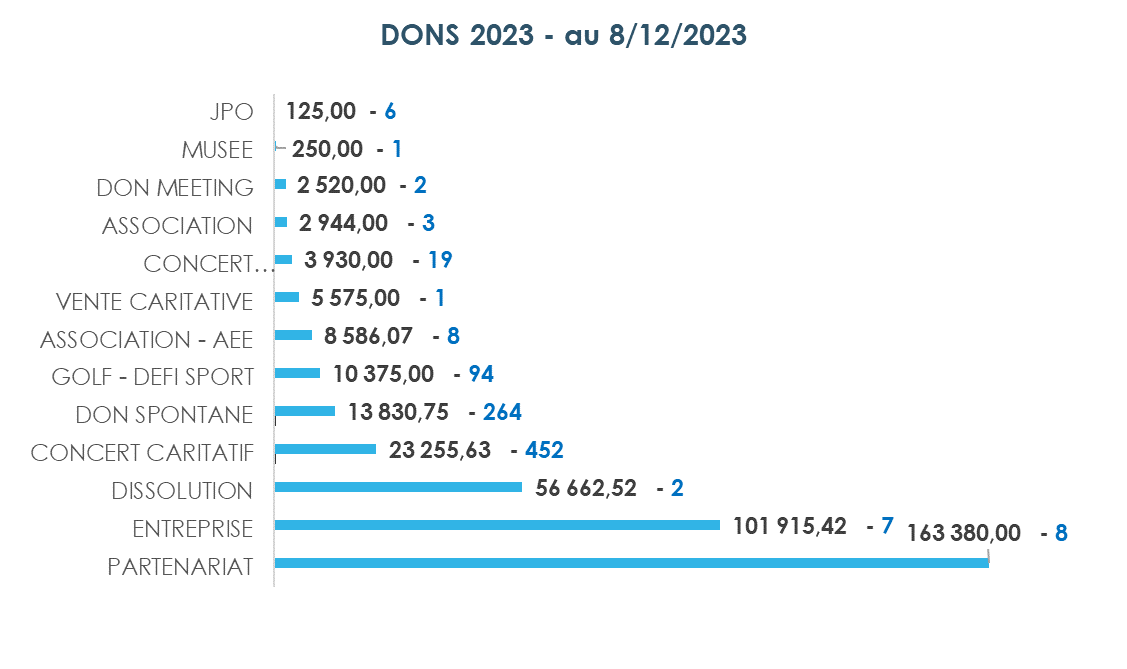 DONS 2023 - au 8/12/2023
JPO 125,00 - 6
MUSEE 250,00 - 1
DON MEETING 2 520,00 - 2
ASSOCIATION 2 944,00 - 3
CONCERT… 3 930,00 - 19
VENTE CARITATIVE 5 575,00 - 1
ASSOCIATION - AEE 8 586,07 - 8
GOLF - DEFI SPORT 10 375,00 - 94
DON SPONTANE 13 830,75 - 264
CONCERT CARITATIF 23 255,63 - 452
DISSOLUTION 56 662,52 - 2
ENTREPRISE 101 915,42 - 7
PARTENARIAT 163 380,00 - 8